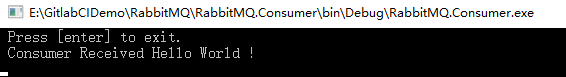 E:\GitlabCIDemo\RabbitMQ\RabbitMQ.Consumer\bin\Debug\RabbitMQ.Consumer.exe
Press [enter] to exit.
Consumer Received Hello World !